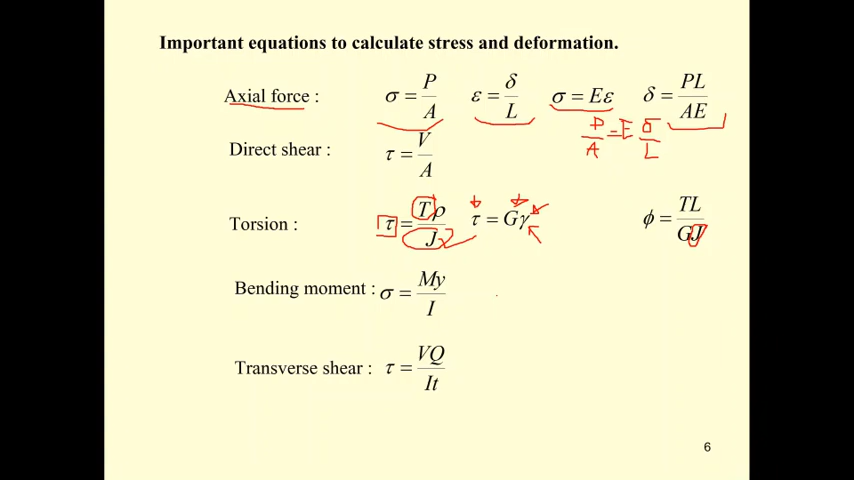 Important equations to calculate stress and deformation.
Axial force : σ = P/A ε = δ/L σ = Eε δ = PL/AE
P/A = E δ/L
Direct shear : τ = V/A
Torsion : τ = Tρ/J τ = Gγ ϕ = TL/GJ
Bending moment : σ = My/I
Transverse shear : τ = VQ/It
6